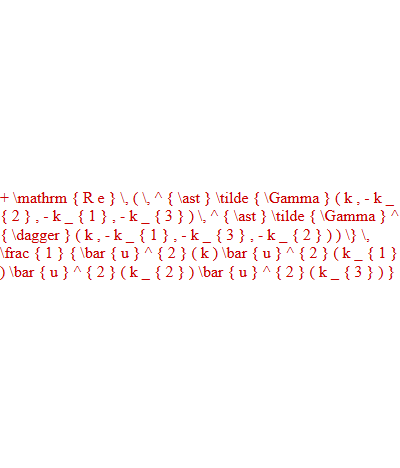 + \mathrm { R e } \, ( \, ^ { \ast } \tilde { \Gamma } ( k , - k _
{ 2 } , - k _ { 1 } , - k _ { 3 } ) \, ^ { \ast } \tilde { \Gamma } ^
{ \dagger } ( k , - k _ { 1 } , - k _ { 3 } , - k _ { 2 } ) ) \} \,
\frac { 1 } { \bar { u } ^ { 2 } ( k ) \bar { u } ^ { 2 } ( k _ { 1 }
) \bar { u } ^ { 2 } ( k _ { 2 } ) \bar { u } ^ { 2 } ( k _ { 3 } ) }